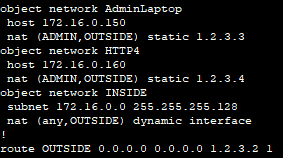 object network AdminLaptop
host 172.16.0.150
nat (ADMIN,OUTSIDE) static 1.2.3.3
object network HTTP4
host 172.16.0.160
nat (ADMIN,OUTSIDE) static 1.2.3.4
object network INSIDE
subnet 172.16.0.0 255.255.255.128
nat (any,OUTSIDE) dynamic interface
!
route OUTSIDE 0.0.0.0 0.0.0.0 1.2.3.2 1